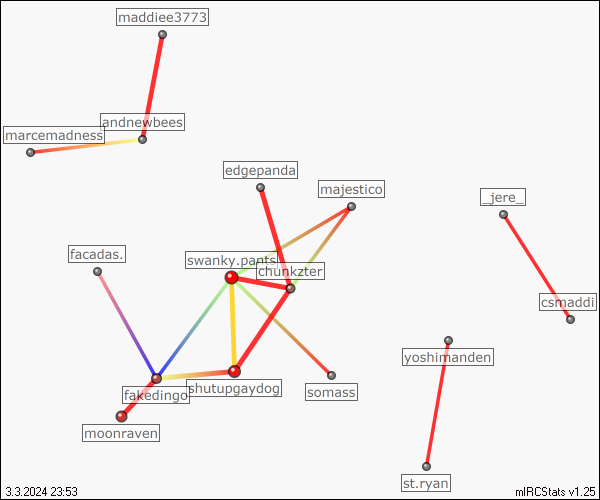 maddiee3773
andnewbees
marcemadness
edgepanda
majestico
_jere_
facadas.
swanky.pants
chunkzter
csmaddi
yoshimanden
fakedingo
shutupgaydog
somass
moonraven
st.ryan
3.3.2024 23:53
mIRCStats v1.25